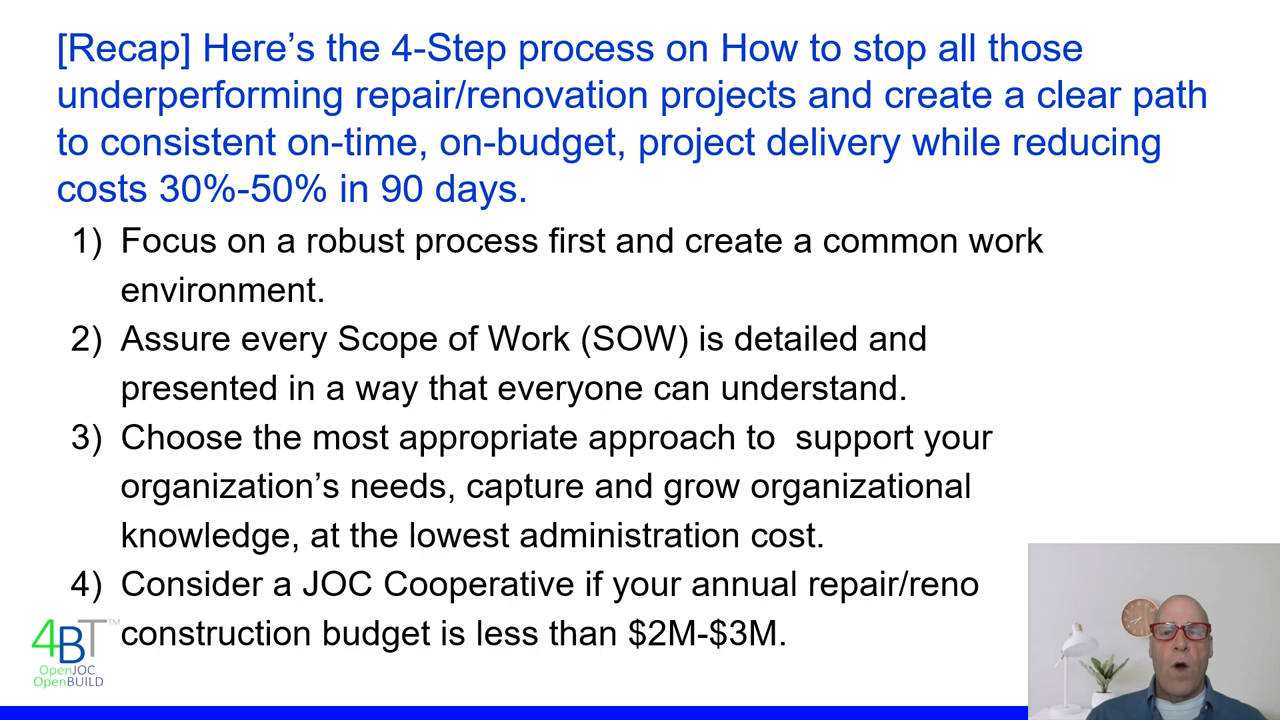 [Recap] Here’s the 4-Step process on How to stop all those
underperforming repair/renovation projects and create a clear path
to consistent on-time, on-budget, project delivery while reducing
costs 30%-50% in 90 days.
1) Focus on a robust process first and create a common work
environment.
2) Assure every Scope of Work (SOW) is detailed and
presented in a way that everyone can understand.
3) Choose the most appropriate approach to  support your
organization’s needs, capture and grow organizational
knowledge, at the lowest administration cost.
4) Consider a JOC Cooperative if your annual repair/reno
construction budget is less than $2M-$3M.
4BT™
OpenJOC
OpenBUILD